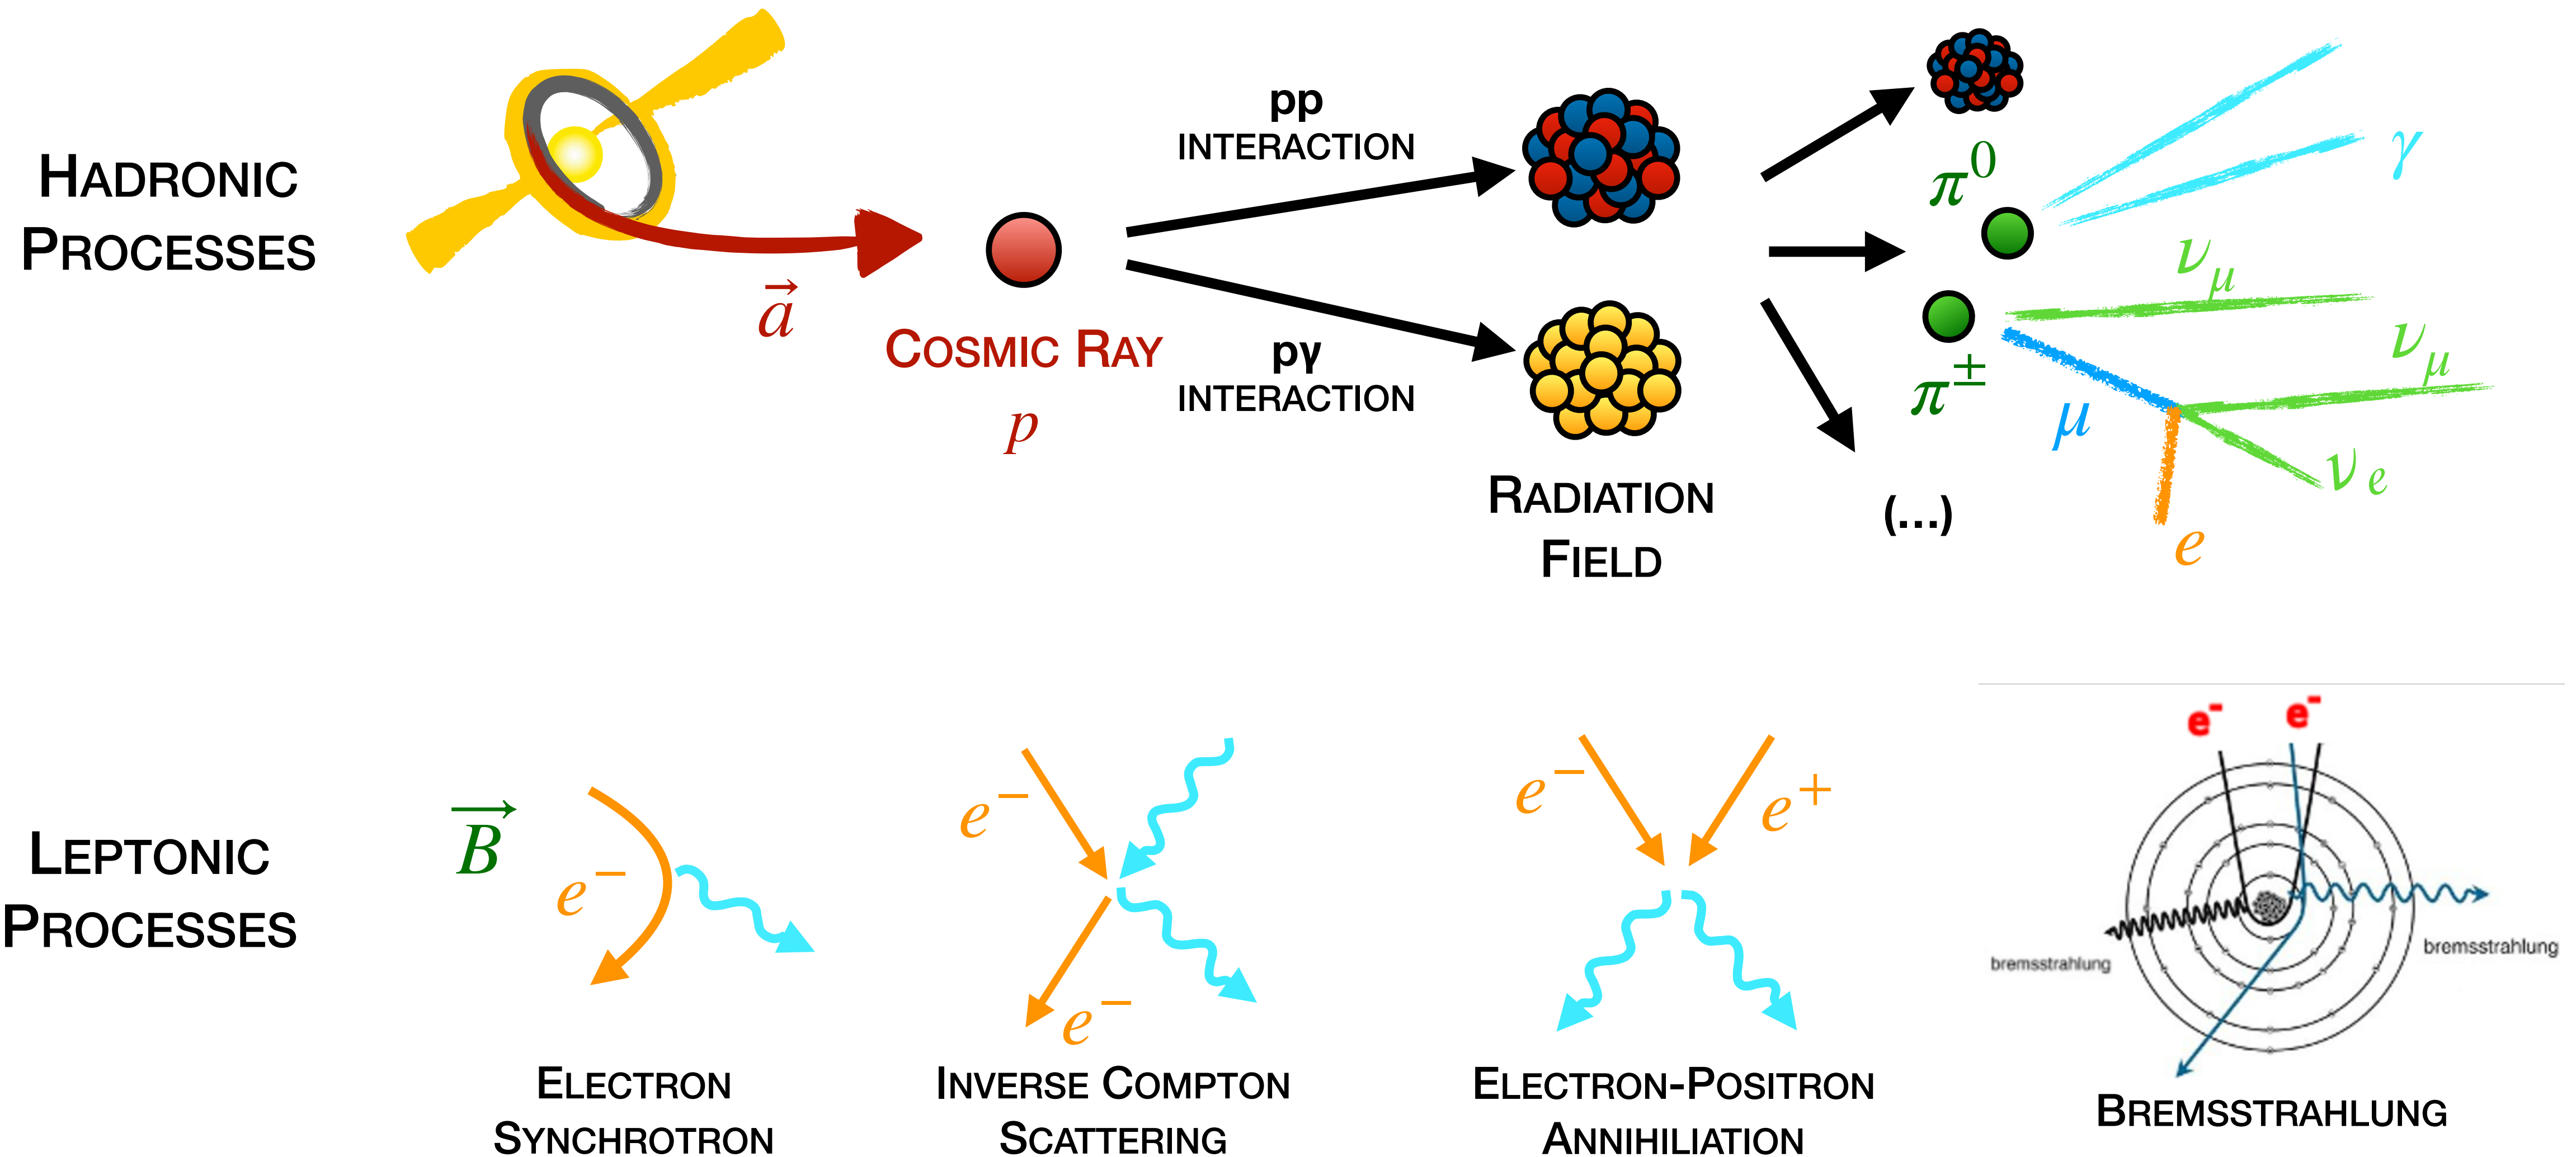 HADRONIC
PROCESSES
a⃗
COSMIC RAY
p
pp
INTERACTION
pγ
INTERACTION
RADIATION
FIELD
π⁰
π±
(...)
γ
νμ
νμ
μ
νe
e
LEPTONIC
PROCESSES
B⃗
e⁻
ELECTRON
SYNCHROTRON
e⁻
e⁻
INVERSE COMPTON
SCATTERING
e⁻
e⁺
ELECTRON-POSITRON
ANNIHILIATION
e⁻
e⁻
bremsstrahlung
bremsstrahlung
BREMSSTRAHLUNG